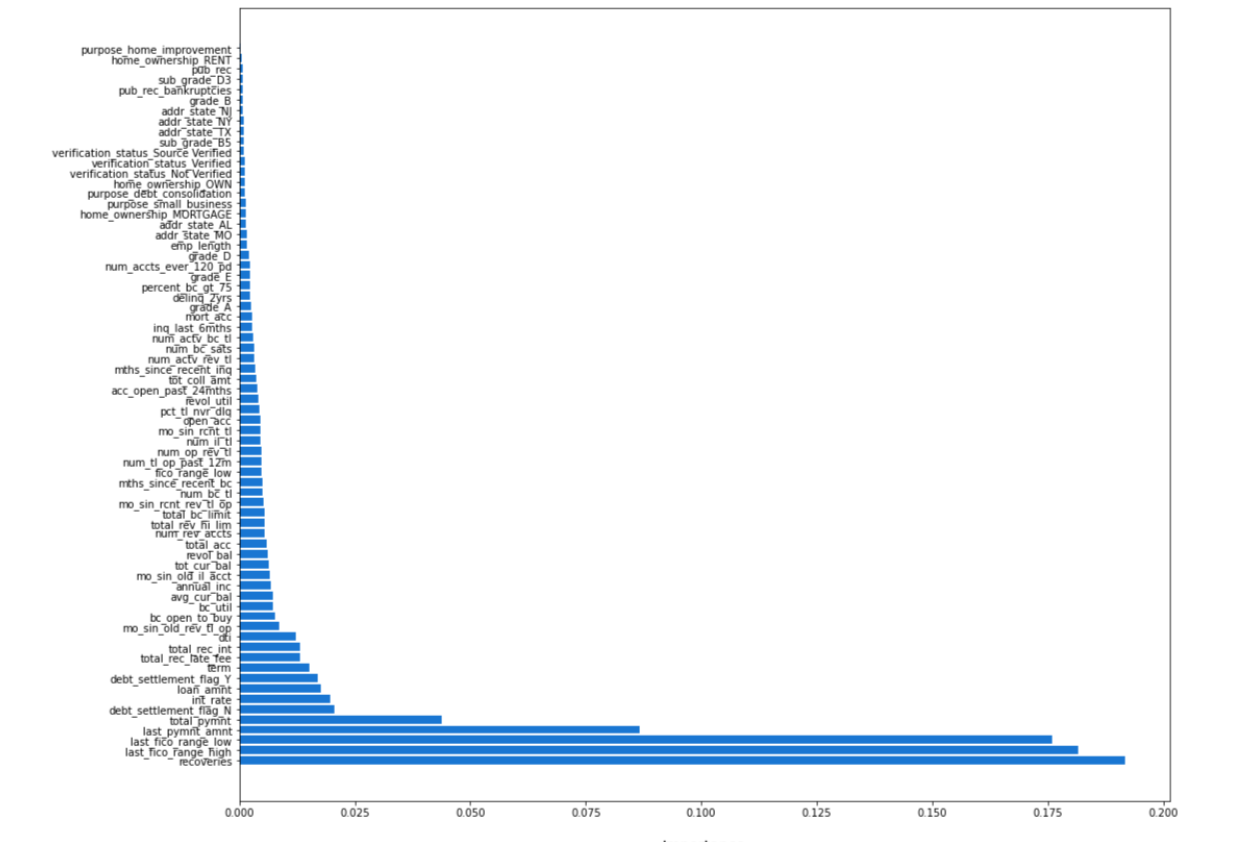 purpose_home_improvement
home_ownership_RENT
pub_rec
sub_grade_D3
pub_rec_bankruptcies
grade_B
addr_state_NJ
addr_state_NY
addr_state_TX
sub_grade_B5
verification_status_Source Verified
verification_status_Verified
verification_status_Not Verified
home_ownership_OWN
purpose_debt_consolidation
purpose_small_business
home_ownership_MORTGAGE
addr_state_AL
addr_state_MO
emp_length
grade_D
num_accts_ever_120_pd
grade_E
percent_bc_gt_75
delinq_2yrs
grade_A
mort_acc
inq_last_6mths
num_actv_bc_tl
num_bc_sats
num_actv_rev_tl
mths_since_recent_inq
tot_coll_amt
acc_open_past_24mths
revol_util
pct_tl_nvr_dlq
open_acc
mo_sin_rcnt_tl
num_il_tl
num_op_rev_tl
num_tl_op_past_12m
fico_range_low
mths_since_recent_bc
num_bc_tl
mo_sin_rcnt_rev_tl_op
total_bc_limit
total_rev_hi_lim
num_rev_accts
total_acc
revol_bal
tot_cur_bal
mo_sin_old_il_acct
annual_inc
avg_cur_bal
bc_util
bc_open_to_buy
mo_sin_old_rev_tl_op
dti
total_rec_int
total_rec_late_fee
term
debt_settlement_flag_Y
loan_amnt
int_rate
debt_settlement_flag_N
total_pymnt
last_pymnt_amnt
last_fico_range_low
last_fico_range_high
recoveries
0.000 0.025 0.050 0.075 0.100 0.125 0.150 0.175 0.200